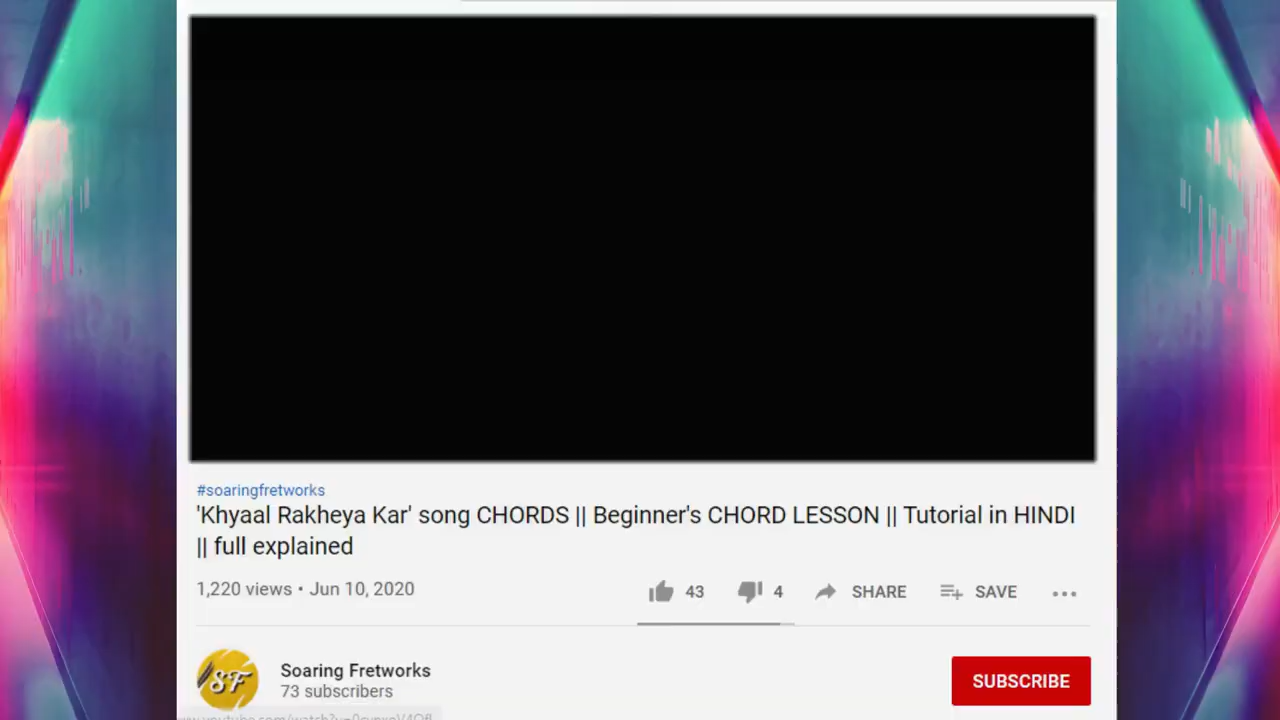 #soaringfretworks
'Khyaal Rakheya Kar' song CHORDS || Beginner's CHORD LESSON || Tutorial in HINDI
|| full explained
1,220 views • Jun 10, 2020
43 4 SHARE SAVE
SF
Soaring Fretworks
73 subscribers
SUBSCRIBE